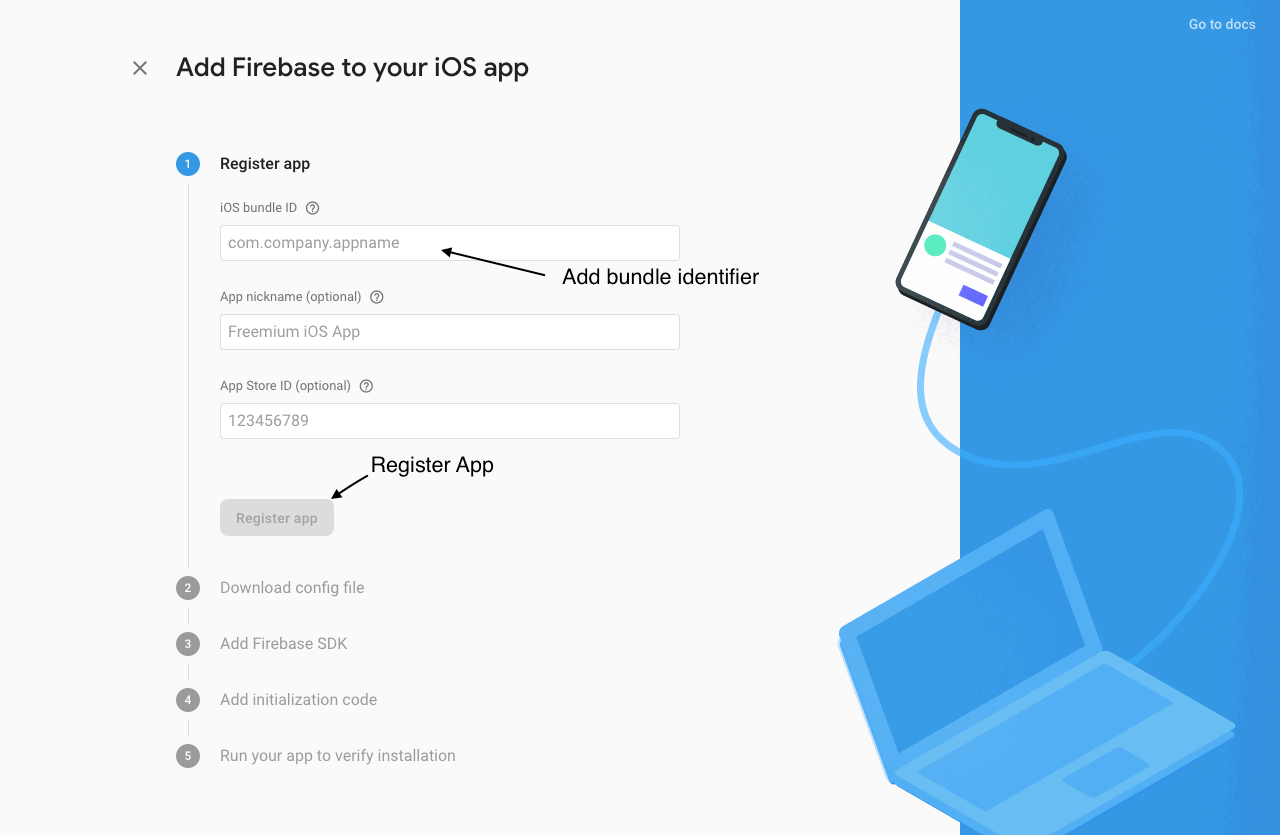 Go to docs
Add Firebase to your iOS app
1 Register app
iOS bundle ID ?
com.company.appname
Add bundle identifier
App nickname (optional) ?
Freemium iOS App
App Store ID (optional) ?
123456789
Register App
Register app
2 Download config file
3 Add Firebase SDK
4 Add initialization code
5 Run your app to verify installation